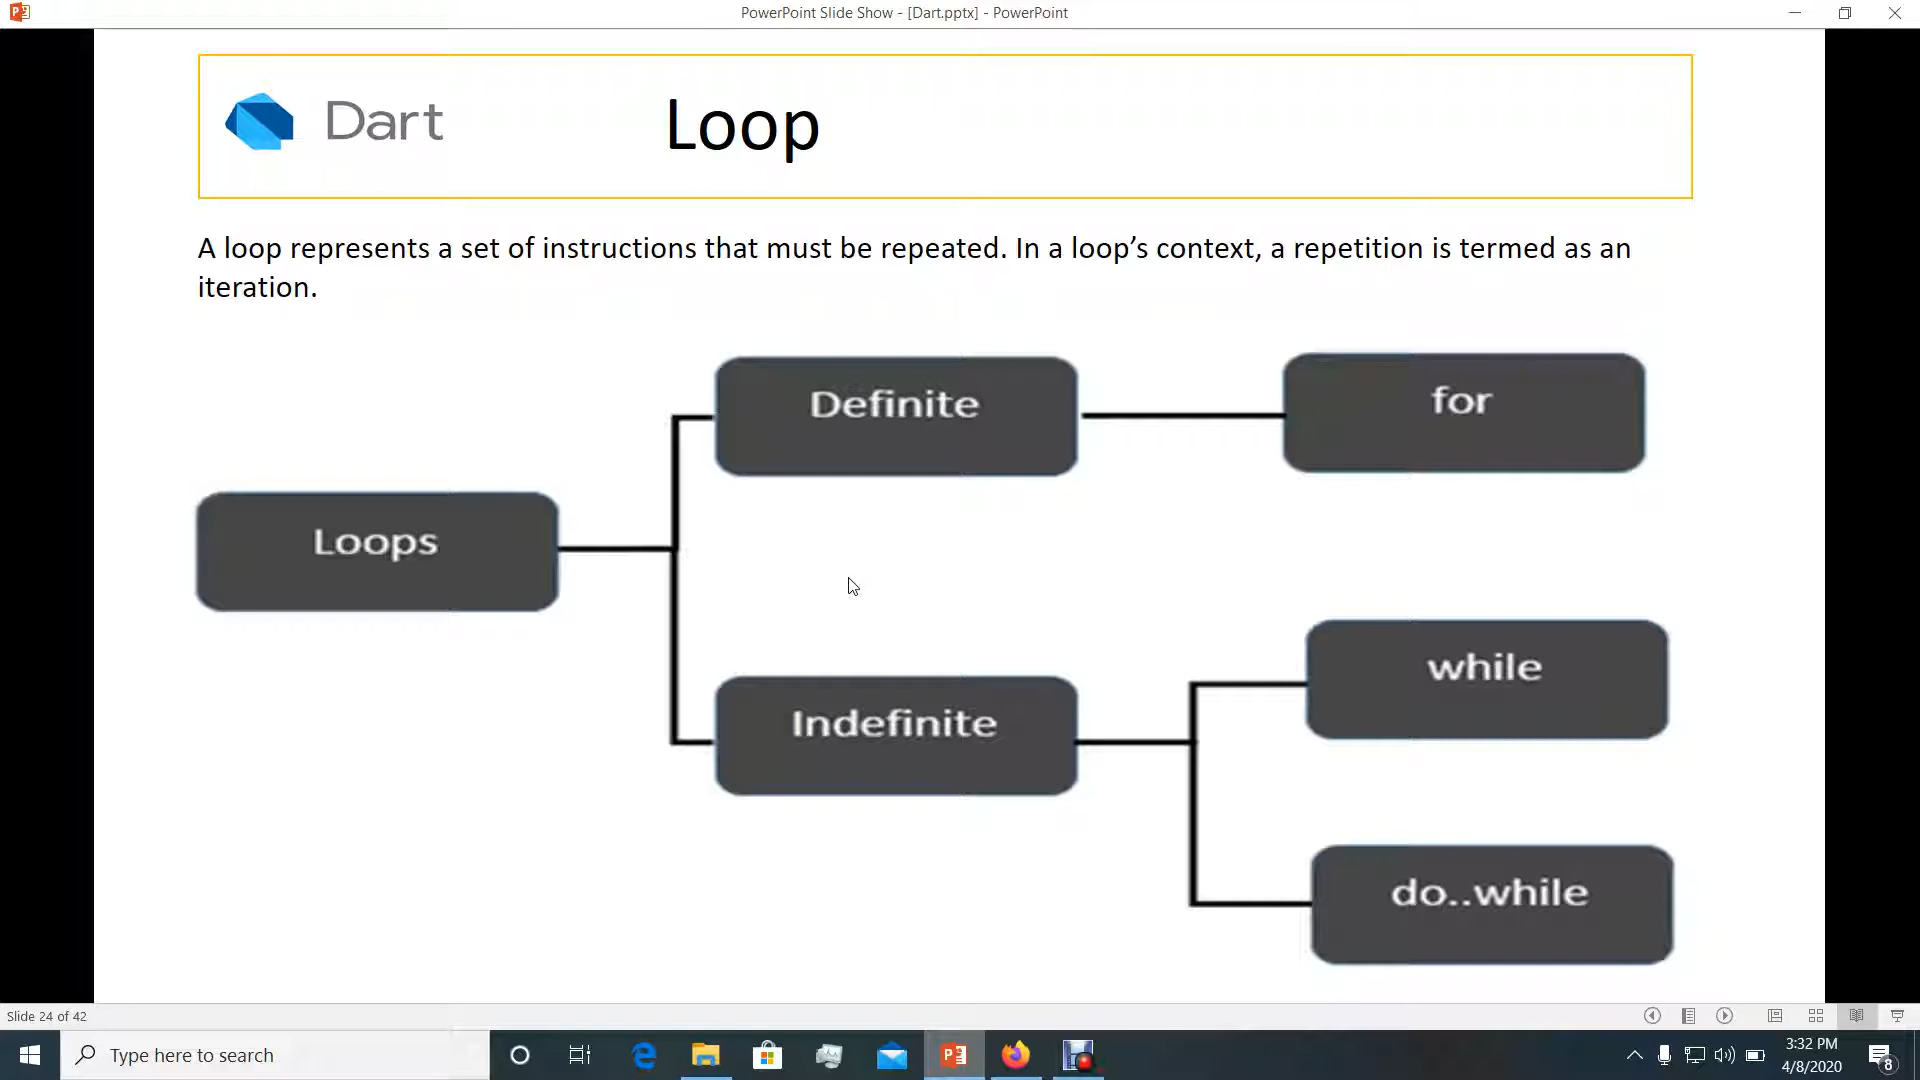 PowerPoint Slide Show - [Dart.pptx] - PowerPoint
Dart
Loop
A loop represents a set of instructions that must be repeated. In a loop’s context, a repetition is termed as an
iteration.
Definite
for
Loops
while
Indefinite
do..while
Slide 24 of 42
Type here to search
3:32 PM
4/8/2020
8